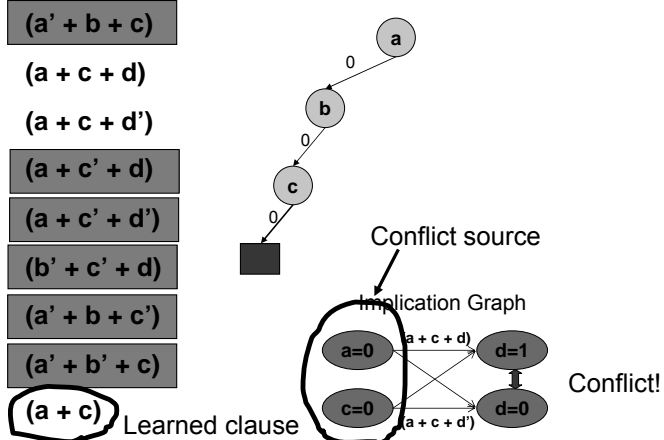 (a’ + b + c)
(a + c + d)
(a + c + d’)
(a + c’ + d)
(a + c’ + d’)
(b’ + c’ + d)
(a’ + b + c’)
(a’ + b’ + c)
(a + c)
Learned clause
a
0
b
0
c
0
Conflict source
Implication Graph
a=0
(a + c + d)
d=1
Conflict!
c=0
(a + c + d’)
d=0